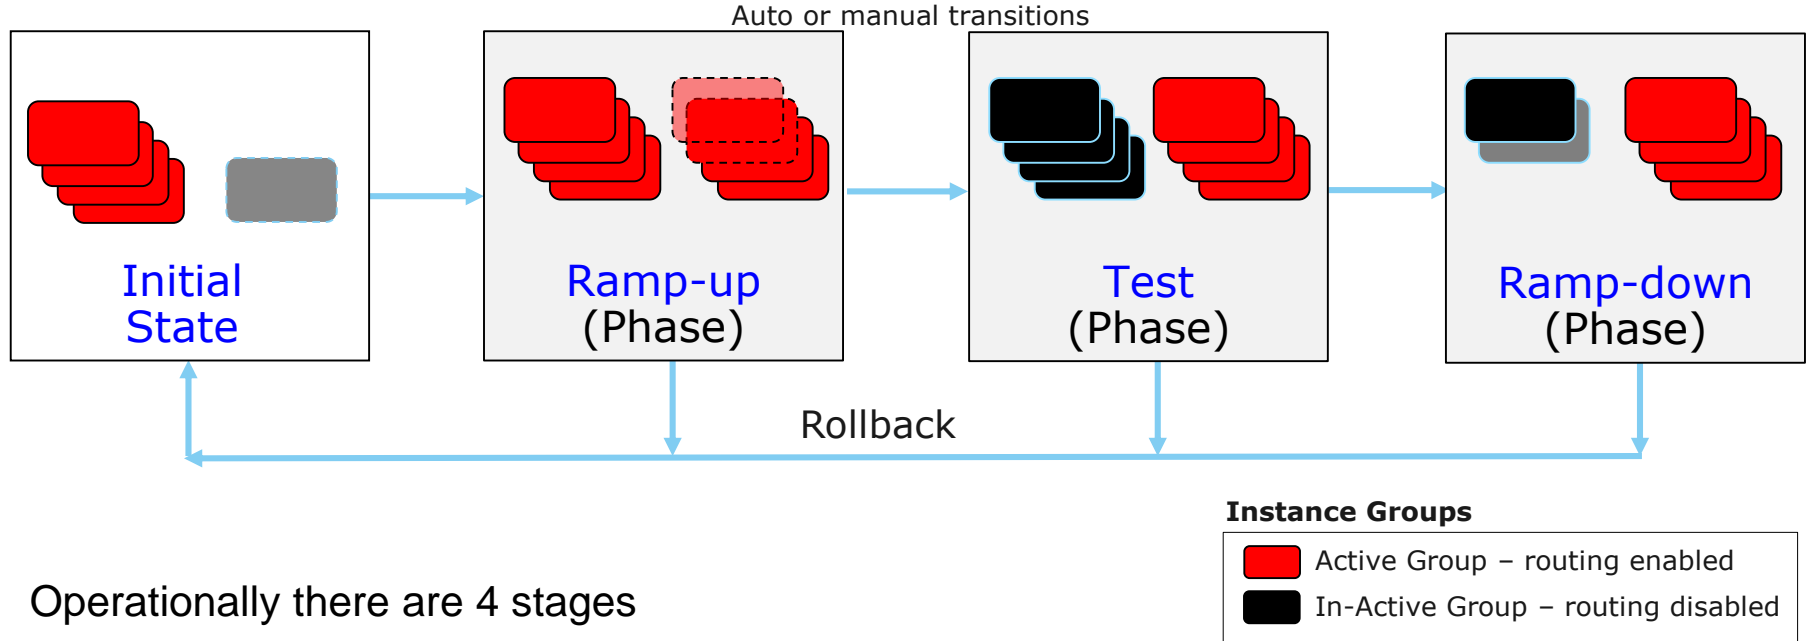 Auto or manual transitions
Initial
State
Ramp-up
(Phase)
Test
(Phase)
Ramp-down
(Phase)
Rollback
Instance Groups
Active Group – routing enabled
In-Active Group – routing disabled
Operationally there are 4 stages